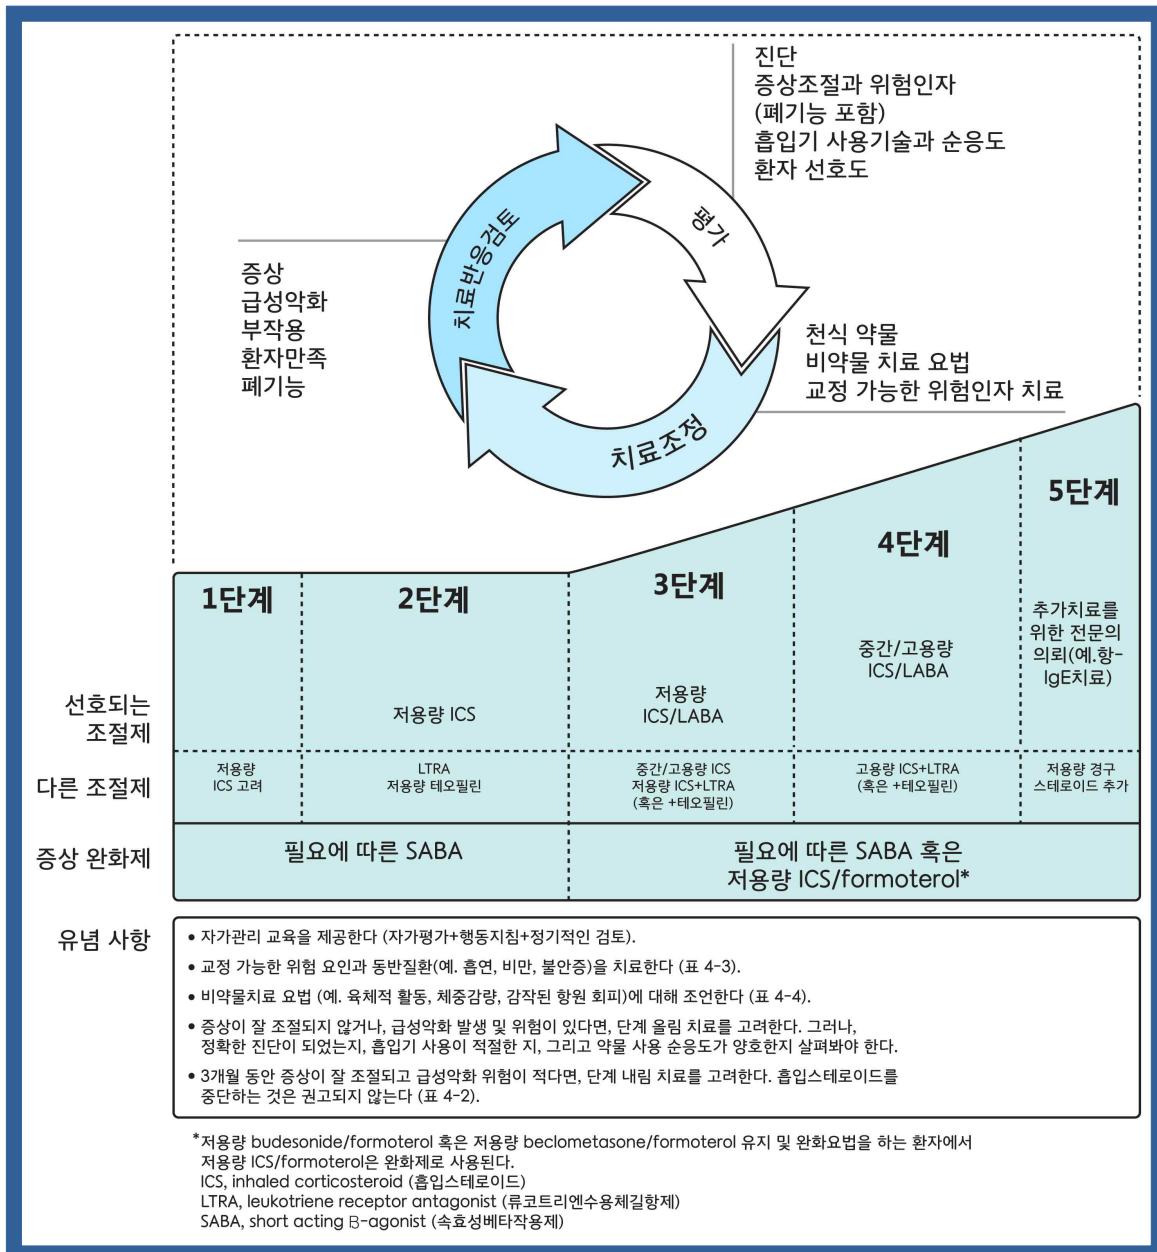 진단
증상조절과 위험인자
(폐기능 포함)
흡입기 사용기술과 순응도
환자 선호도
평가
치료반응검토
증상
급성악화
부작용
환자만족
폐기능
천식 약물
비약물 치료 요법
교정 가능한 위험인자 치료
치료조정
1단계
2단계
3단계
4단계
5단계
선호되는
조절제
저용량 ICS
저용량
ICS/LABA
중간/고용량
ICS/LABA
추가치료를
위한 전문의
의뢰(예.항-
IgE치료)
다른 조절제
저용량
ICS 고려
LTRA
저용량 테오필린
중간/고용량 ICS
저용량 ICS+LTRA
(혹은 +테오필린)
고용량 ICS+LTRA
(혹은 +테오필린)
저용량 경구
스테로이드 추가
증상 완화제
필요에 따른 SABA
필요에 따른 SABA 혹은
저용량 ICS/formoterol*
유념 사항
• 자가관리 교육을 제공한다 (자가평가+행동지침+정기적인 검토).
• 교정 가능한 위험 요인과 동반질환(예. 흡연, 비만, 불안증)을 치료한다 (표 4-3).
• 비약물치료 요법 (예. 육체적 활동, 체중감량, 감작된 항원 회피)에 대해 조언한다 (표 4-4).
• 증상이 잘 조절되지 않거나, 급성악화 발생 및 위험이 있다면, 단계 올림 치료를 고려한다. 그러나,
정확한 진단이 되었는지, 흡입기 사용이 적절한 지, 그리고 약물 사용 순응도가 양호한지 살펴봐야 한다.
• 3개월 동안 증상이 잘 조절되고 급성악화 위험이 적다면, 단계 내림 치료를 고려한다. 흡입스테로이드를
중단하는 것은 권고되지 않는다 (표 4-2).
*저용량 budesonide/formoterol 혹은 저용량 beclometasone/formoterol 유지 및 완화요법을 하는 환자에서
저용량 ICS/formoterol은 완화제로 사용된다.
ICS, inhaled corticosteroid (흡입스테로이드)
LTRA, leukotriene receptor antagonist (류코트리엔수용체길항제)
SABA, short acting B-agonist (속효성베타작용제)